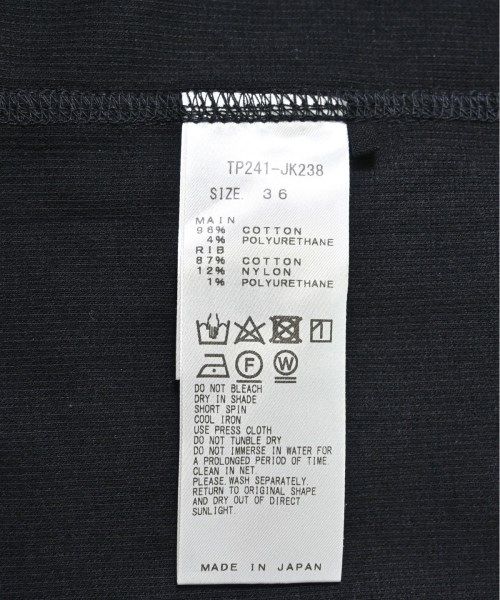 TP241-JK238
SIZE. 36
MAIN
96% COTTON
4% POLYURETHANE
RIB
87% COTTON
12% NYLON
1% POLYURETHANE
F W
DO NOT BLEACH
DRY IN SHADE
SHORT SPIN
COOL IRON
USE PRESS CLOTH
DO NOT TUNBLE DRY
DO NOT IMMERSE IN WATER FOR
A PROLONGED PERIOD OF TIME.
CLEAN IN NET
PLEASE.WASH SEPARATELY.
RETURN TO ORIGINAL SHAPE
AND DRY OUT OF DIRECT
SUNLIGHT.
MADE IN JAPAN